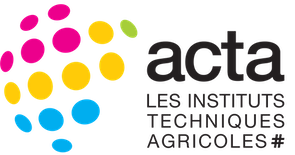 acta
LES INSTITUTS
TECHNIQUES
AGRICOLES#